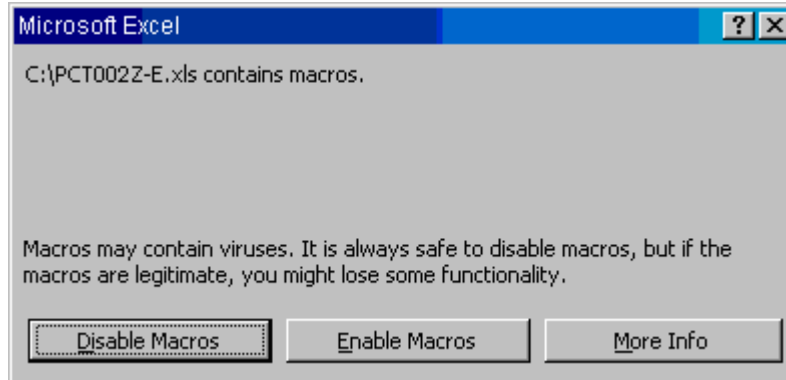 Microsoft Excel
C:\PCT002Z-E.xls contains macros.
Macros may contain viruses. It is always safe to disable macros, but if the
macros are legitimate, you might lose some functionality.
Disable Macros Enable Macros More Info